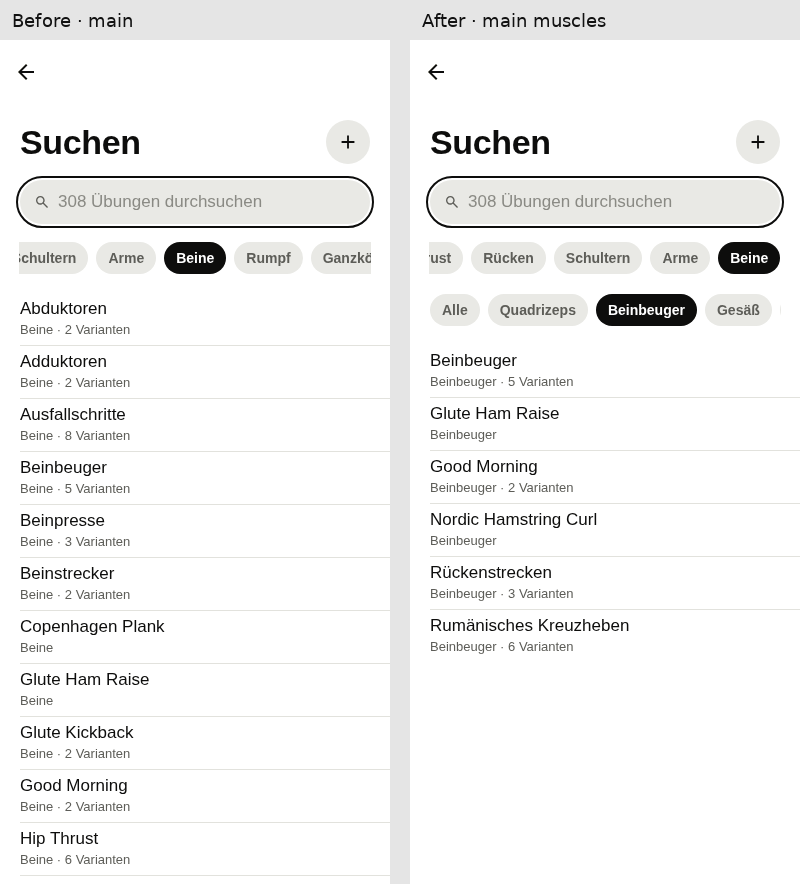 Before · main
Suchen
308 Übungen durchsuchen
Schultern Arme Beine Rumpf Ganzkö
Abduktoren
Beine · 2 Varianten
Adduktoren
Beine · 2 Varianten
Ausfallschritte
Beine · 8 Varianten
Beinbeuger
Beine · 5 Varianten
Beinpresse
Beine · 3 Varianten
Beinstrecker
Beine · 2 Varianten
Copenhagen Plank
Beine
Glute Ham Raise
Beine
Glute Kickback
Beine · 2 Varianten
Good Morning
Beine · 2 Varianten
Hip Thrust
Beine · 6 Varianten
After · main muscles
Suchen
308 Übungen durchsuchen
rust Rücken Schultern Arme Beine
Alle Quadrizeps Beinbeuger Gesäß
Beinbeuger
Beinbeuger · 5 Varianten
Glute Ham Raise
Beinbeuger
Good Morning
Beinbeuger · 2 Varianten
Nordic Hamstring Curl
Beinbeuger
Rückenstrecken
Beinbeuger · 3 Varianten
Rumänisches Kreuzheben
Beinbeuger · 6 Varianten